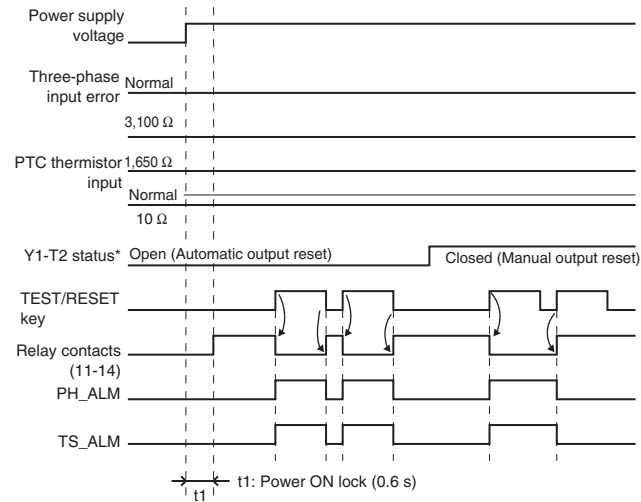 Power supply
voltage
Three-phase
input error
Normal
3,100 Ω
PTC thermistor
input
1,650 Ω
Normal
10 Ω
Y1-T2 status*
Open (Automatic output reset)
Closed (Manual output reset)
TEST/RESET
key
Relay contacts
(11-14)
PH_ALM
TS_ALM
t1
t1: Power ON lock (0.6 s)